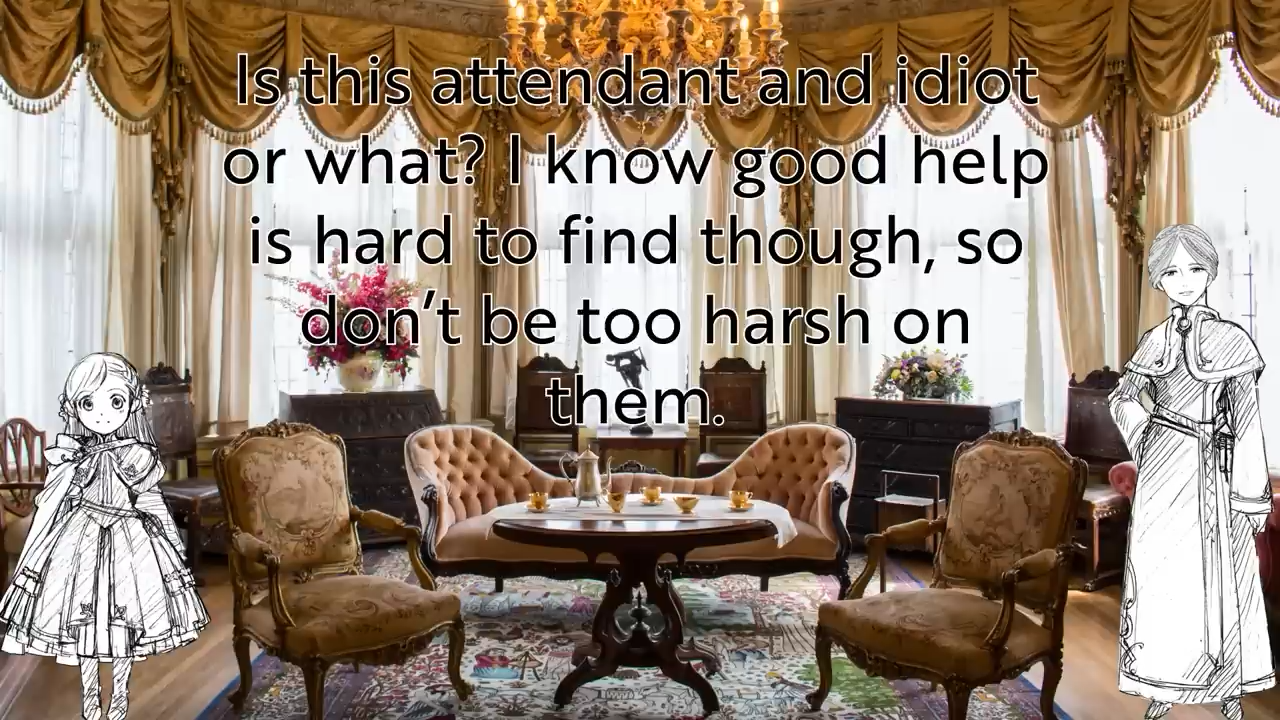 Is this attendant and idiot
or what? I know good help
is hard to find though, so
don't be too harsh on
them.